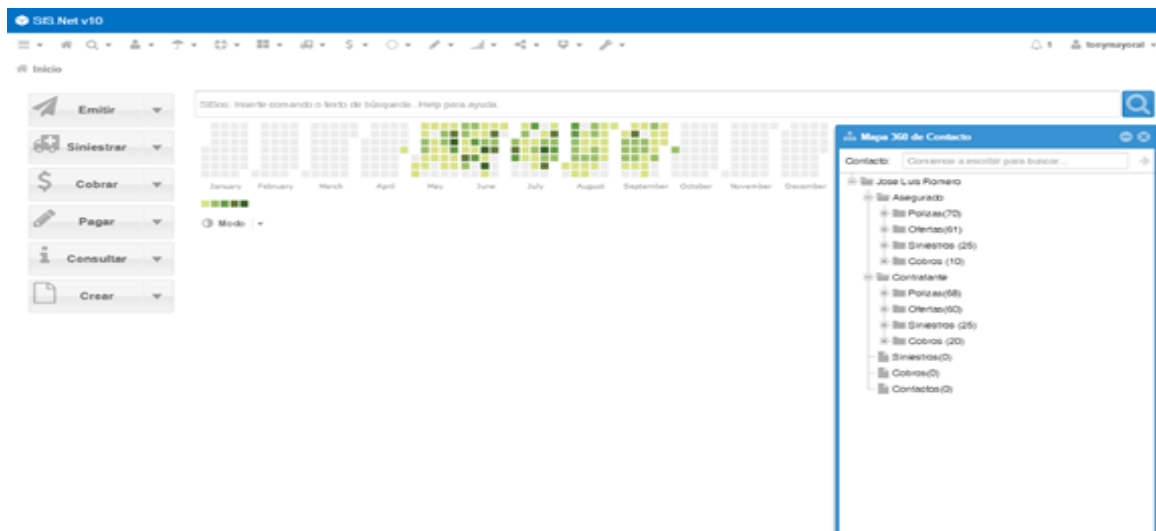 SIS.Net v10
1 tonymayoral
Inicio
Emitir
Siniestrar
Cobrar
Pagar
Consultar
Crear
SISos: Inserte comando o texto de búsqueda. Help para ayuda.
January February March April May June July August September October November December
Modo
Mapa 360 de Contacto
Contacto: Comience a escribir para buscar...
Jose Luis Romero
Asegurado
Polizas(70)
Ofertas(61)
Siniestros (25)
Cobros (10)
Contratante
Polizas(68)
Ofertas(60)
Siniestros (25)
Cobros (20)
Siniestros(0)
Cobros(0)
Contactos(0)